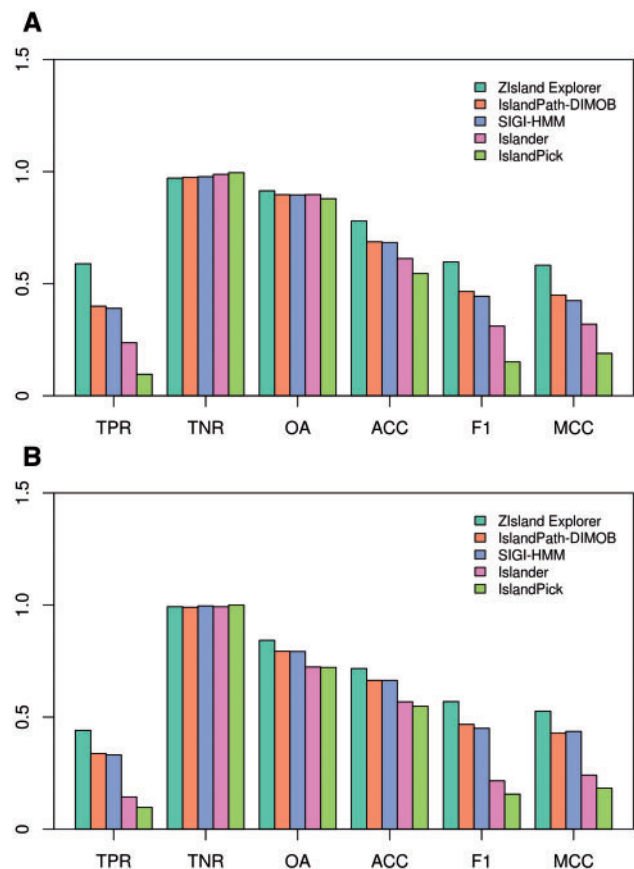 A
1.5
1.0
0.5
0
ZIsland Explorer
IslandPath-DIMOB
SIGI-HMM
Islander
IslandPick
TPR TNR OA ACC F1 MCC
B
1.5
1.0
0.5
0
ZIsland Explorer
IslandPath-DIMOB
SIGI-HMM
Islander
IslandPick
TPR TNR OA ACC F1 MCC